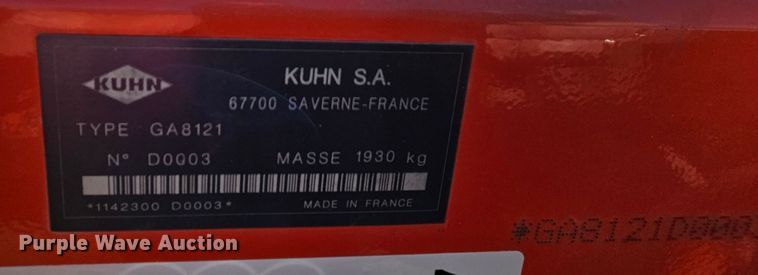 KUHN
KUHN S.A.
67700 SAVERNE-FRANCE
TYPE GA8121
N° D0003 MASSE 1930 kg
*1142300 D0003* MADE IN FRANCE
*GA8121D0003
Purple Wave Auction